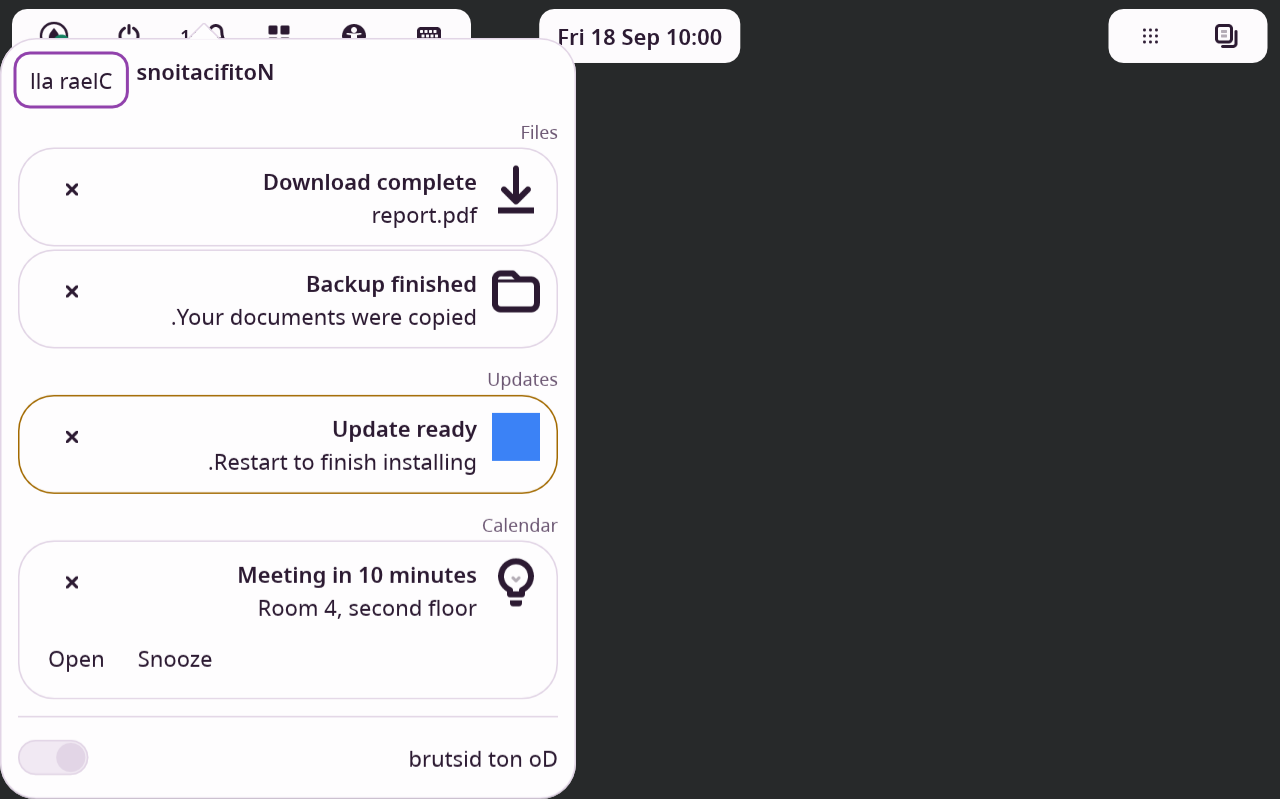 1
Fri 18 Sep 10:00
lla raelC
snoitacifitoN
Files
Download complete
report.pdf
Backup finished
.Your documents were copied
Updates
Update ready
.Restart to finish installing
Calendar
Meeting in 10 minutes
Room 4, second floor
Open Snooze
brutsid ton oD